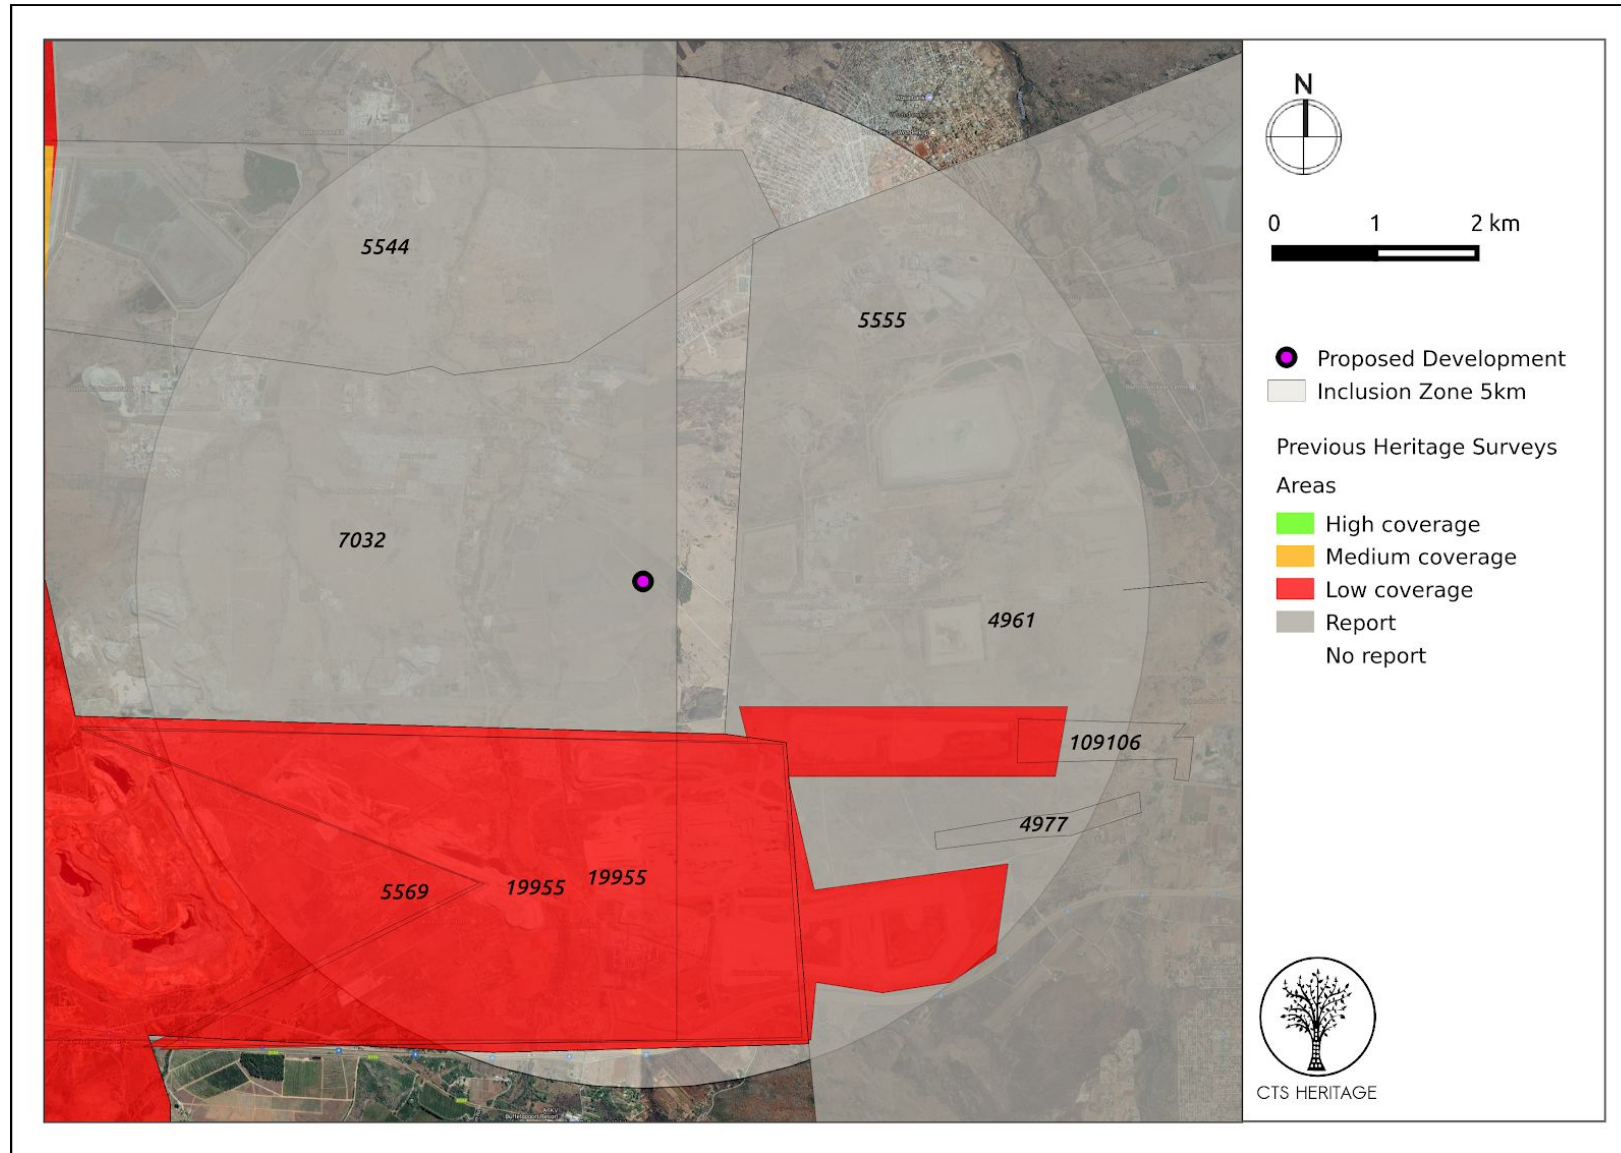 5544
5555
7032
4961
109106
4977
5569
19955
19955
N
0 1 2 km
Proposed Development
Inclusion Zone 5km
Previous Heritage Surveys
Areas
High coverage
Medium coverage
Low coverage
Report
No report
CTS HERITAGE